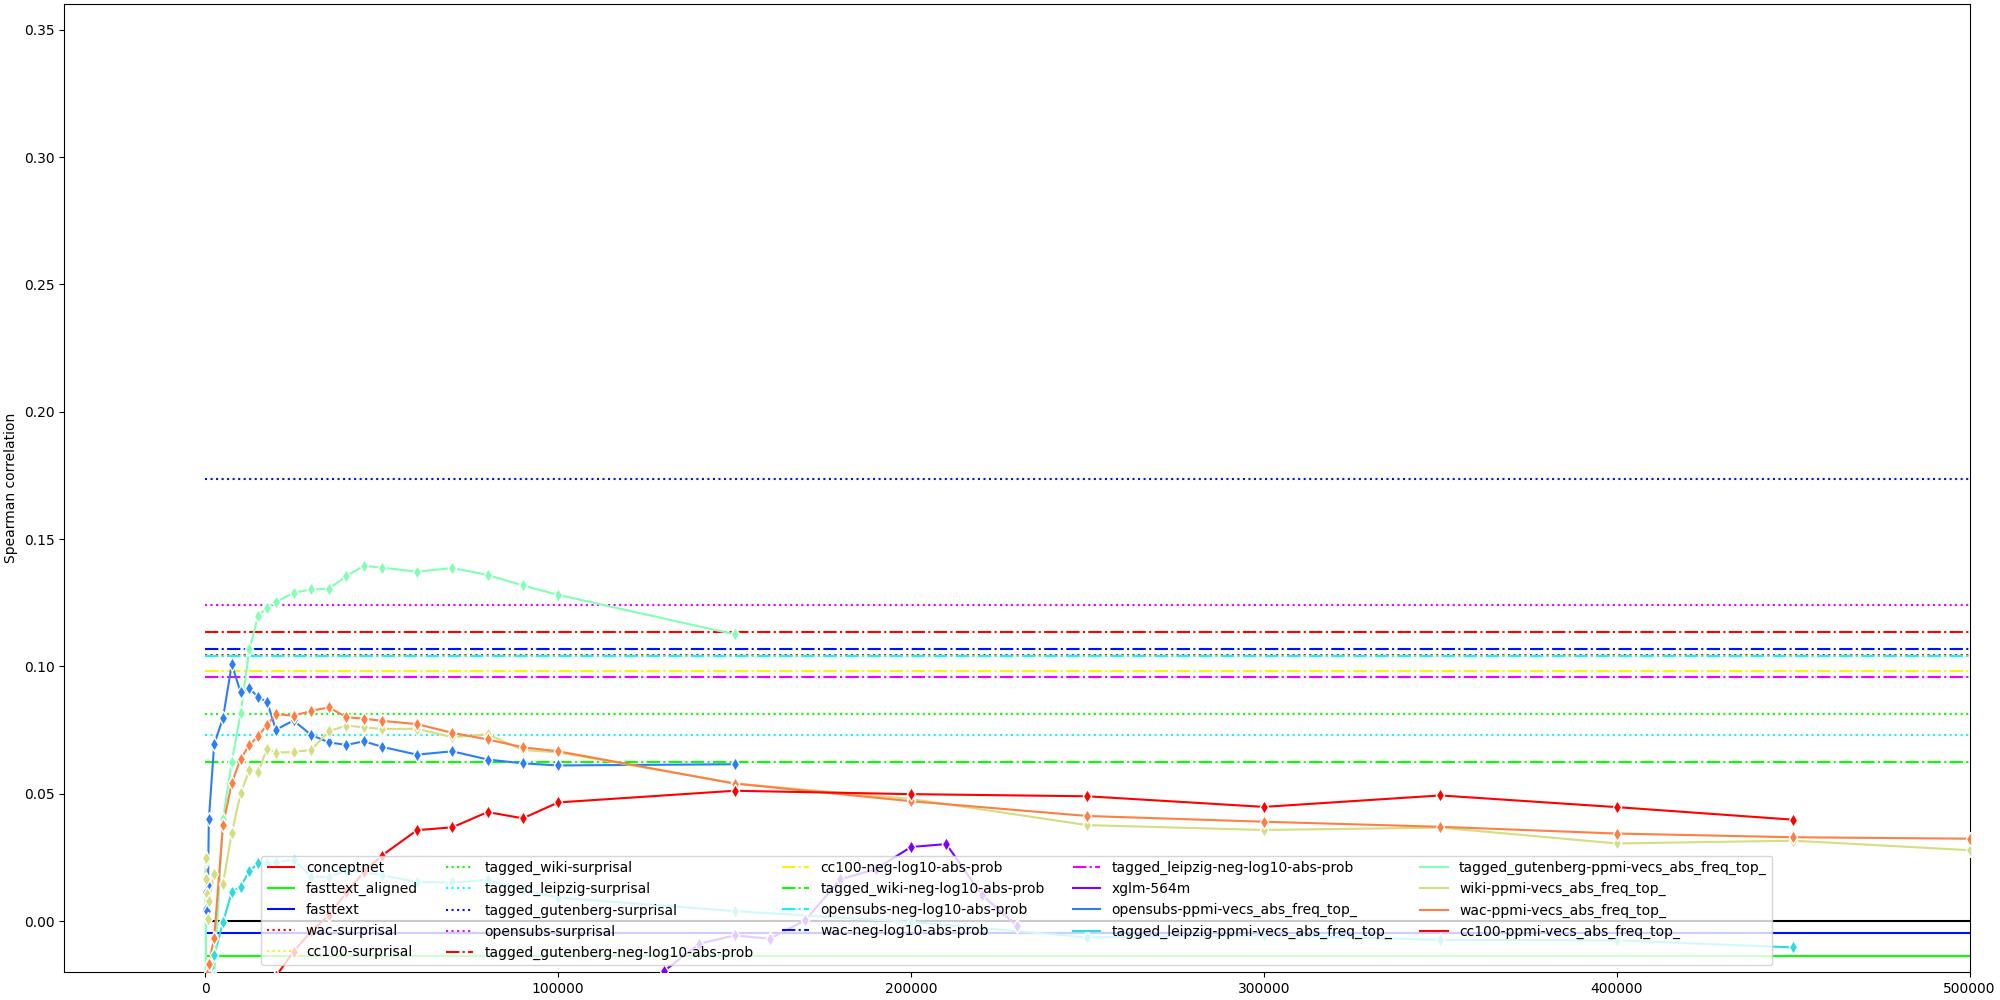 0.35
0.30
0.25
0.20
0.15
0.10
0.05
0.00
Spearman correlation
conceptnet
fasttext_aligned
fasttext
wac-surprisal
cc100-surprisal
tagged_wiki-surprisal
tagged_leipzig-surprisal
tagged_gutenberg-surprisal
opensubs-surprisal
tagged_gutenberg-neg-log10-abs-prob
cc100-neg-log10-abs-prob
tagged_wiki-neg-log10-abs-prob
opensubs-neg-log10-abs-prob
wac-neg-log10-abs-prob
tagged_leipzig-neg-log10-abs-prob
xglm-564m
opensubs-ppmi-vecs_abs_freq_top_
tagged_leipzig-ppmi-vecs_abs_freq_top_
tagged_gutenberg-ppmi-vecs_abs_freq_top_
wiki-ppmi-vecs_abs_freq_top_
wac-ppmi-vecs_abs_freq_top_
cc100-ppmi-vecs_abs_freq_top_
0 100000 200000 300000 400000 500000